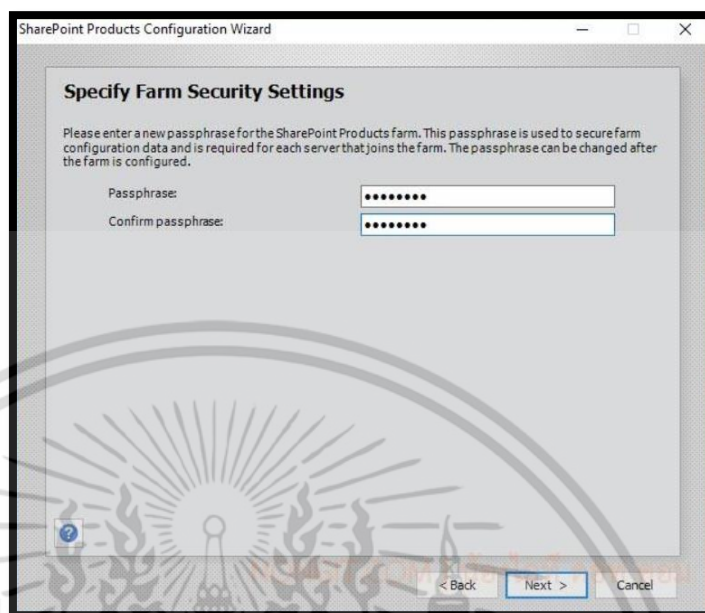 SharePoint Products Configuration Wizard
Specify Farm Security Settings
Please enter a new passphrase for the SharePoint Products farm. This passphrase is used to secure farm
configuration data and is required for each server that joins the farm. The passphrase can be changed after
the farm is configured.
Passphrase:
••••••••
Confirm passphrase:
••••••••
?
< Back
Next >
Cancel